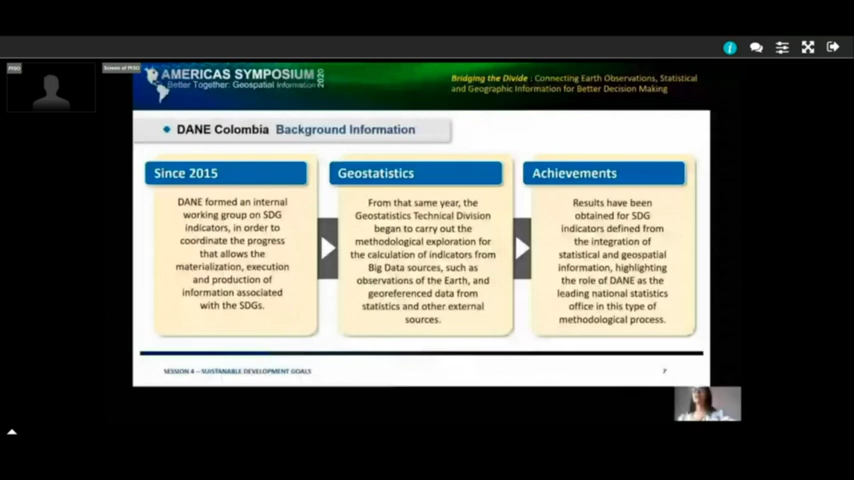 PFSO
Screen of PFSO
AMERICAS SYMPOSIUM 2020
Better Together: Geospatial Information
Bridging the Divide : Connecting Earth Observations, Statistical
and Geographic Information for Better Decision Making
DANE Colombia Background Information
Since 2015
DANE formed an internal
working group on SDG
indicators, in order to
coordinate the progress
that allows the
materialization, execution
and production of
information associated
with the SDGs.
Geostatistics
From that same year, the
Geostatistics Technical Division
began to carry out the
methodological exploration for
the calculation of indicators from
Big Data sources, such as
observations of the Earth, and
georeferenced data from
statistics and other external
sources.
Achievements
Results have been
obtained for SDG
indicators defined from
the integration of
statistical and geospatial
information, highlighting
the role of DANE as the
leading national statistics
office in this type of
methodological process.
SESSION 4 – SUSTAINABLE DEVELOPMENT GOALS
7